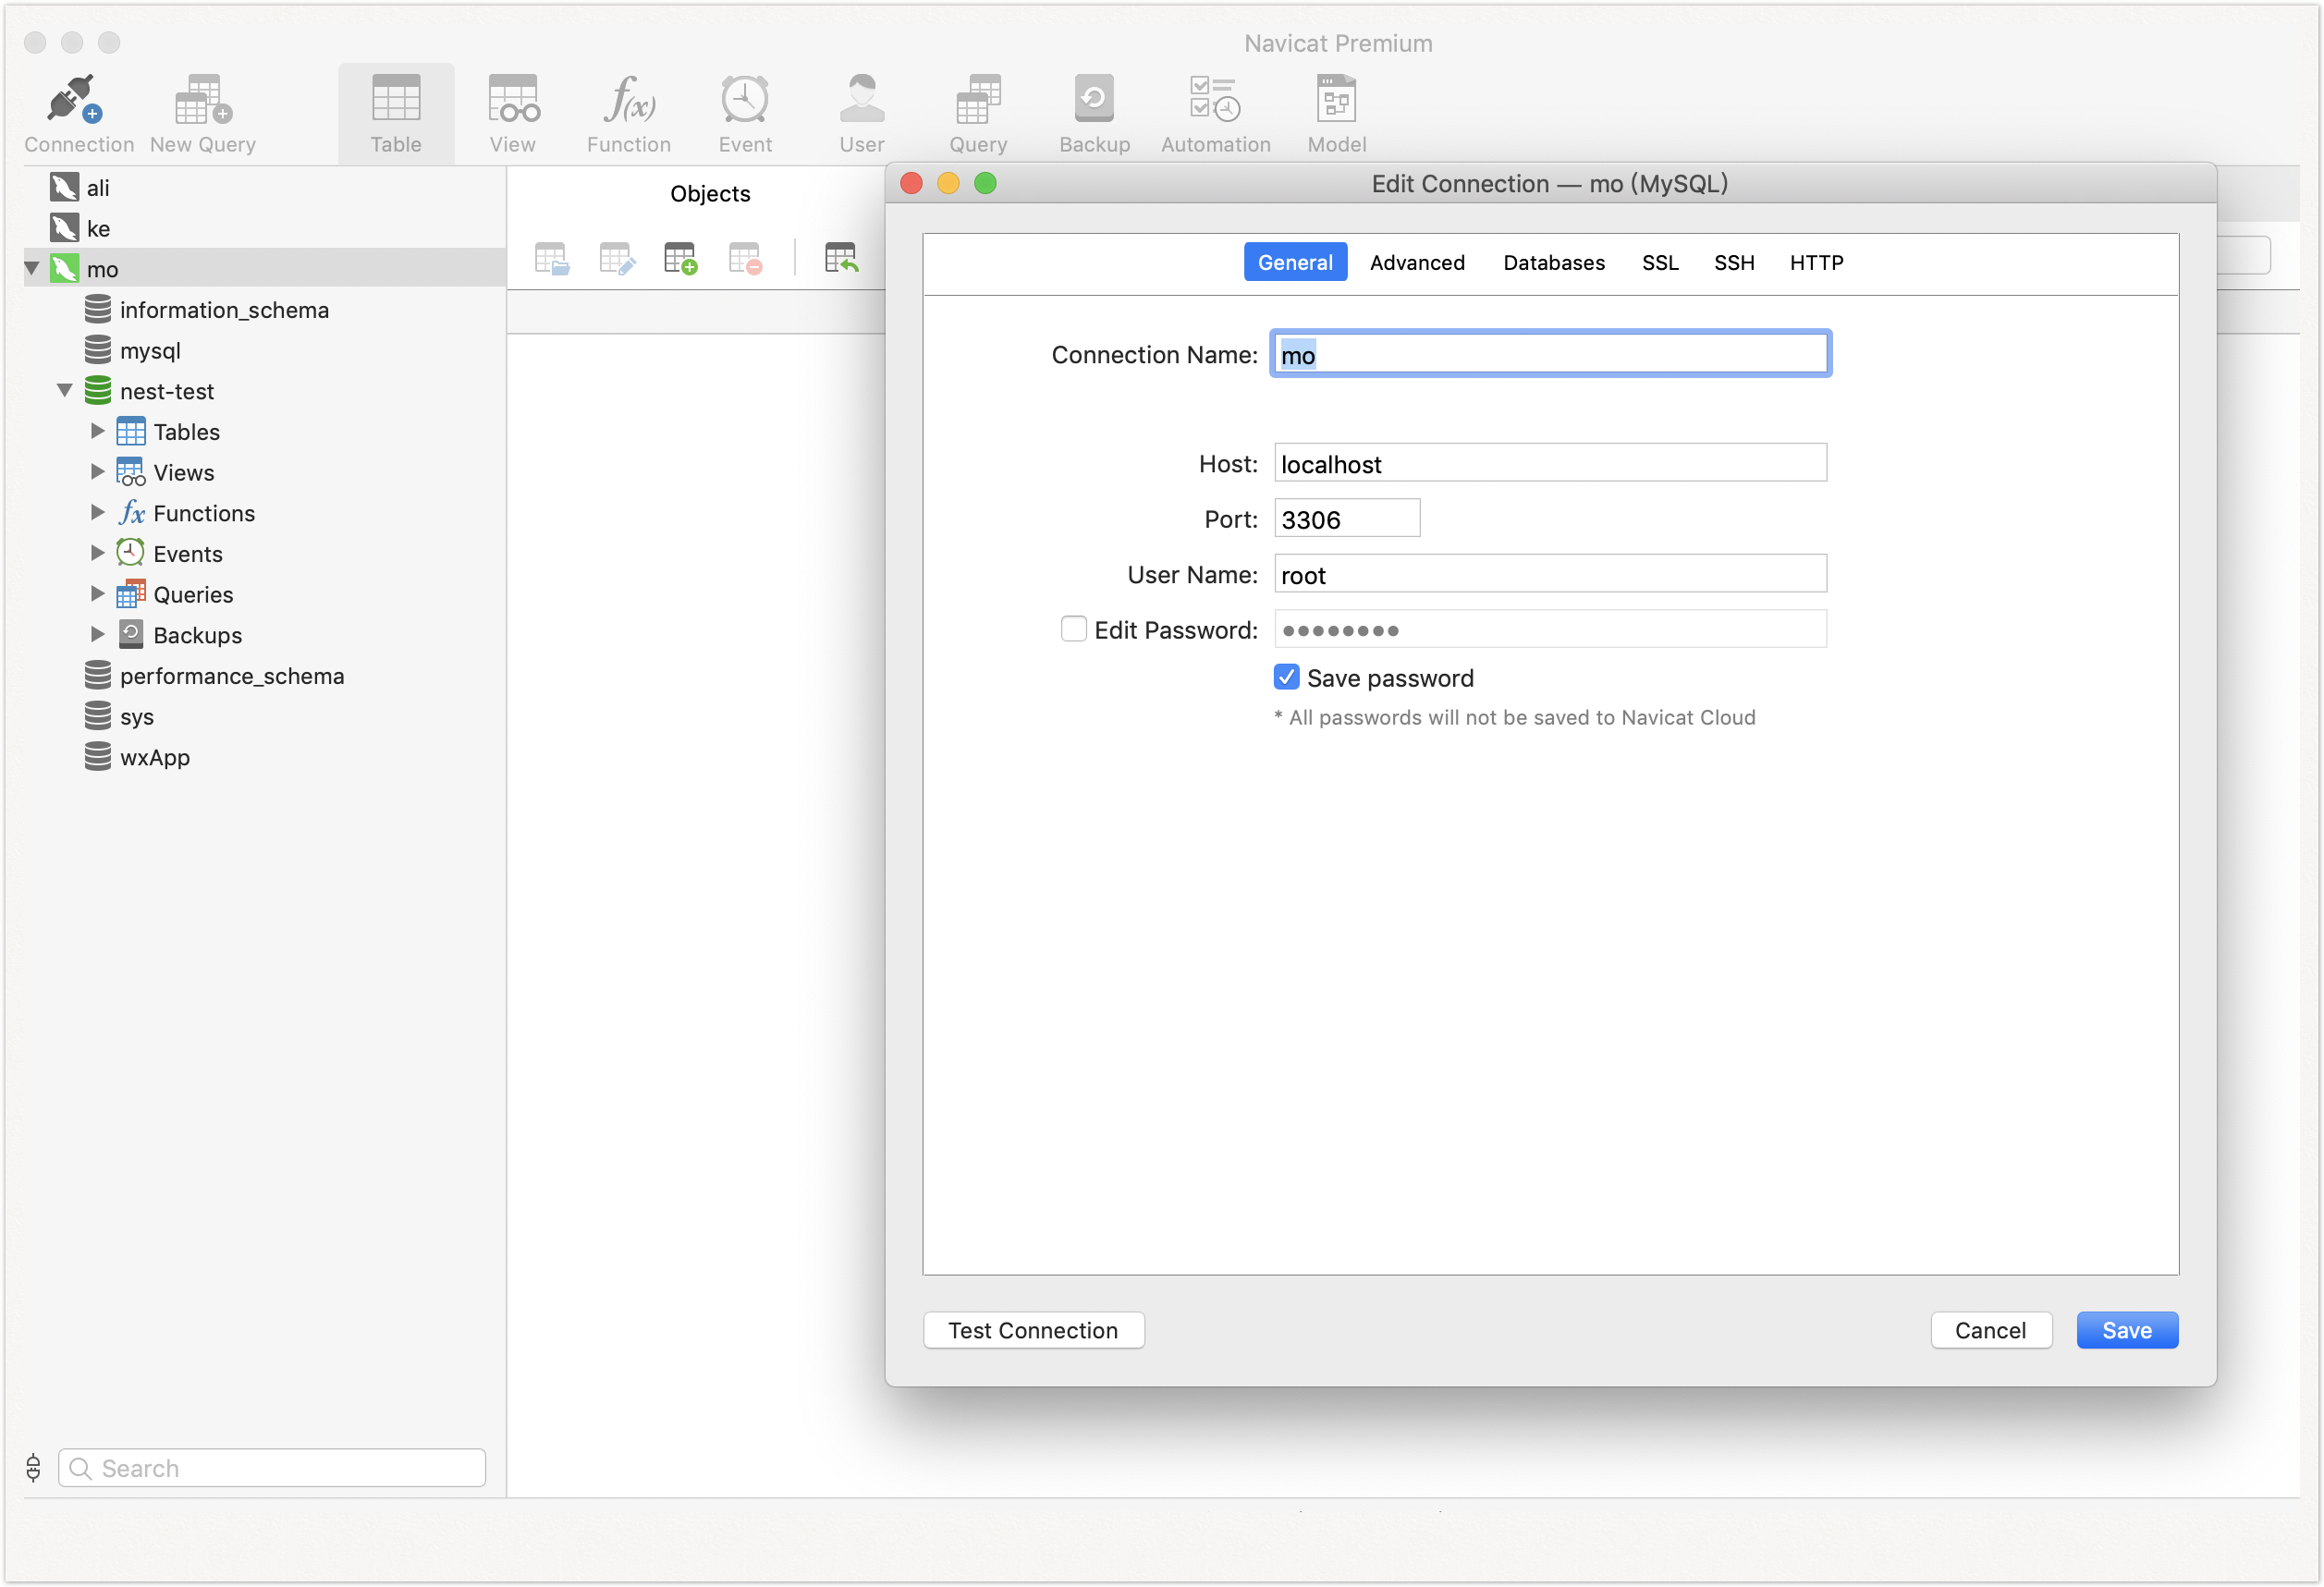 Navicat Premium
Connection New Query Table View Function Event User Query Backup Automation Model
ali
ke
mo
information_schema
mysql
nest-test
Tables
Views
Functions
Events
Queries
Backups
performance_schema
sys
wxApp
Search
Objects
Edit Connection — mo (MySQL)
General Advanced Databases SSL SSH HTTP
Connection Name: mo
Host: localhost
Port: 3306
User Name: root
Edit Password: ••••••••
Save password
* All passwords will not be saved to Navicat Cloud
Test Connection Cancel Save